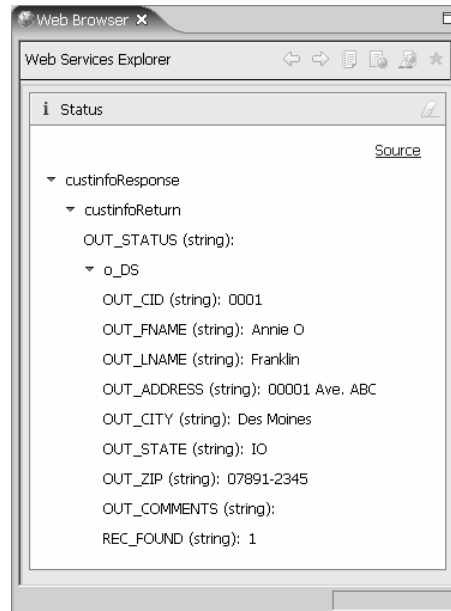 Web Browser
Web Services Explorer
i Status
Source
custinfoResponse
custinfoReturn
OUT_STATUS (string):
o_DS
OUT_CID (string): 0001
OUT_FNAME (string): Annie O
OUT_LNAME (string): Franklin
OUT_ADDRESS (string): 00001 Ave. ABC
OUT_CITY (string): Des Moines
OUT_STATE (string): IO
OUT_ZIP (string): 07891-2345
OUT_COMMENTS (string):
REC_FOUND (string): 1